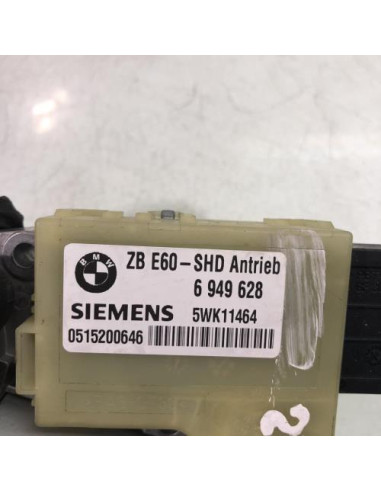 BMW
ZB E60-SHD Antrieb
6 949 628
SIEMENS 5WK11464
0515200646
2